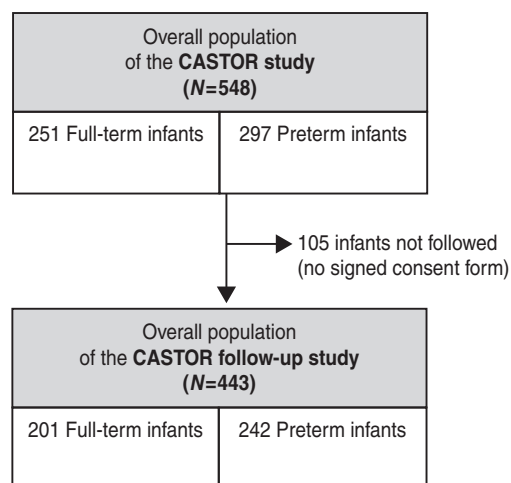 Overall population
of the CASTOR study
(N=548)
251 Full-term infants
297 Preterm infants
105 infants not followed
(no signed consent form)
Overall population
of the CASTOR follow-up study
(N=443)
201 Full-term infants
242 Preterm infants